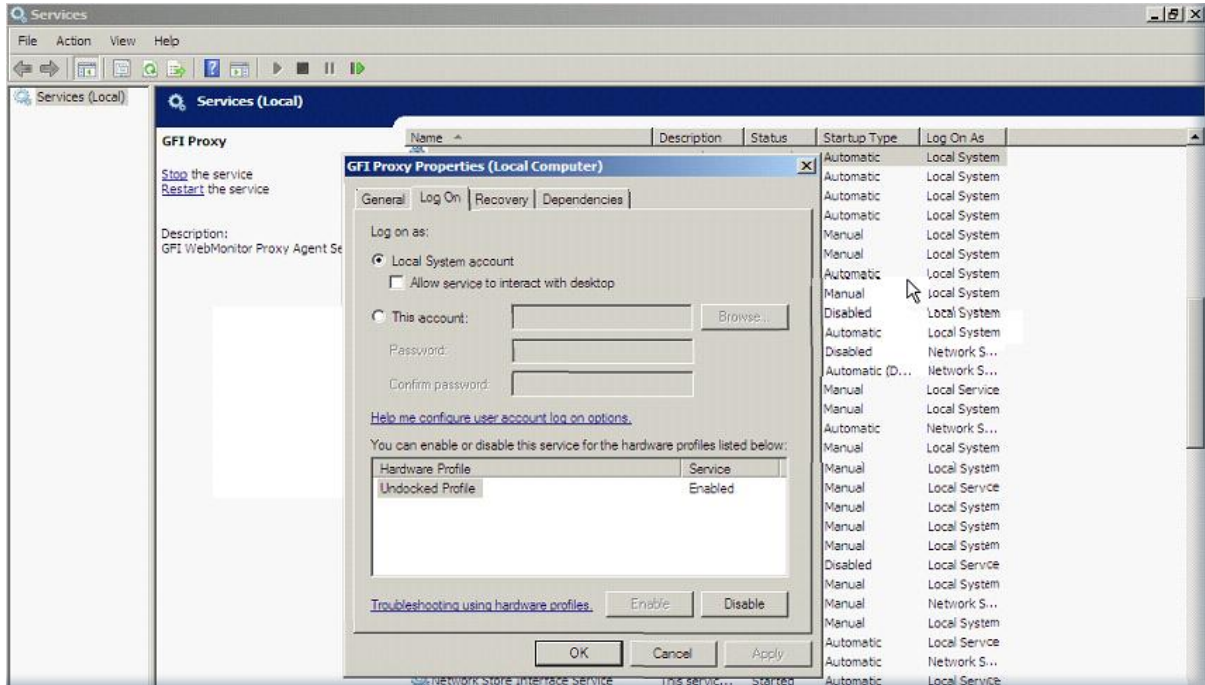 Services
File Action View Help
Services (Local)
Services (Local)
GFI Proxy
Stop the service
Restart the service
Description:
GFI WebMonitor Proxy Agent Se
Name Description Status Startup Type Log On As
GFI Proxy Properties (Local Computer)
General Log On Recovery Dependencies
Log on as:
Local System account
Allow service to interact with desktop
This account:
Browse...
Password:
Confirm password:
Help me configure user account log on options.
You can enable or disable this service for the hardware profiles listed below:
Hardware Profile Service
Undocked Profile Enabled
Troubleshooting using hardware profiles.
Enable Disable
OK Cancel Apply
Automatic Local System
Automatic Local System
Automatic Local System
Automatic Local System
Manual Local System
Manual Local System
Automatic Local System
Manual Local System
Disabled Local System
Automatic Local System
Disabled Network S...
Automatic (D... Network S...
Manual Local Service
Manual Local System
Automatic Network S...
Manual Local System
Manual Local System
Manual Local Service
Manual Local System
Manual Local System
Manual Local System
Disabled Local Service
Manual Local System
Manual Network S...
Manual Local System
Automatic Local Service
Automatic Network S...
Network Store Interface Service This servic... Started Automatic Local Service